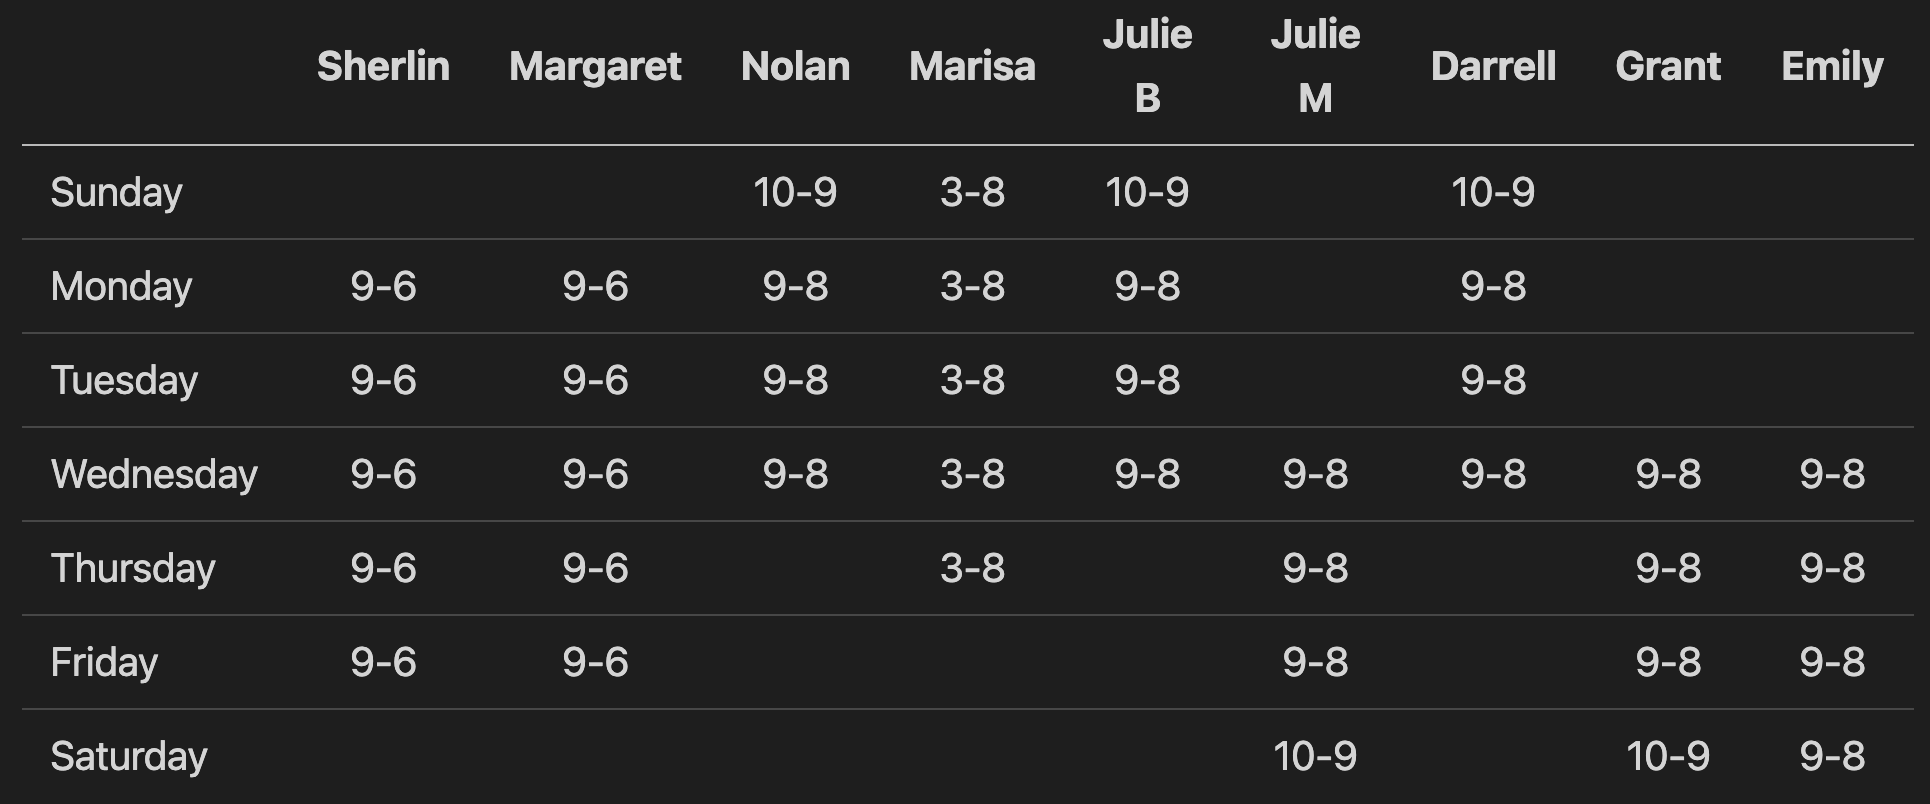 Sherlin Margaret Nolan Marisa Julie B Julie M Darrell Grant Emily
Sunday 10-9 3-8 10-9 10-9
Monday 9-6 9-6 9-8 3-8 9-8 9-8
Tuesday 9-6 9-6 9-8 3-8 9-8 9-8
Wednesday 9-6 9-6 9-8 3-8 9-8 9-8 9-8 9-8 9-8
Thursday 9-6 9-6 3-8 9-8 9-8 9-8
Friday 9-6 9-6 9-8 9-8 9-8
Saturday 10-9 10-9 9-8